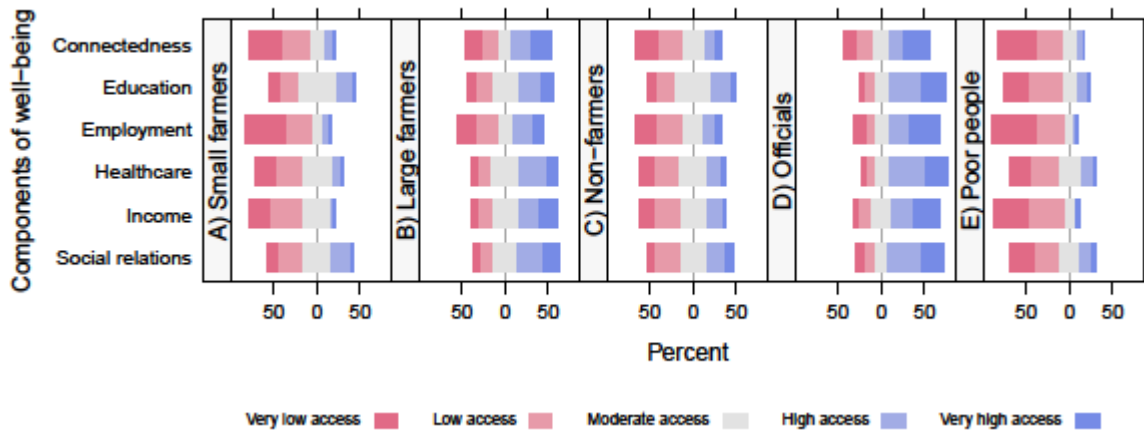 Components of well-being
Connectedness
Education
Employment
Healthcare
Income
Social relations
A) Small farmers
B) Large farmers
C) Non-farmers
D) Officials
E) Poor people
50 0 50 50 0 50 50 0 50 50 0 50 50 0 50
Percent
Very low access Low access Moderate access High access Very high access